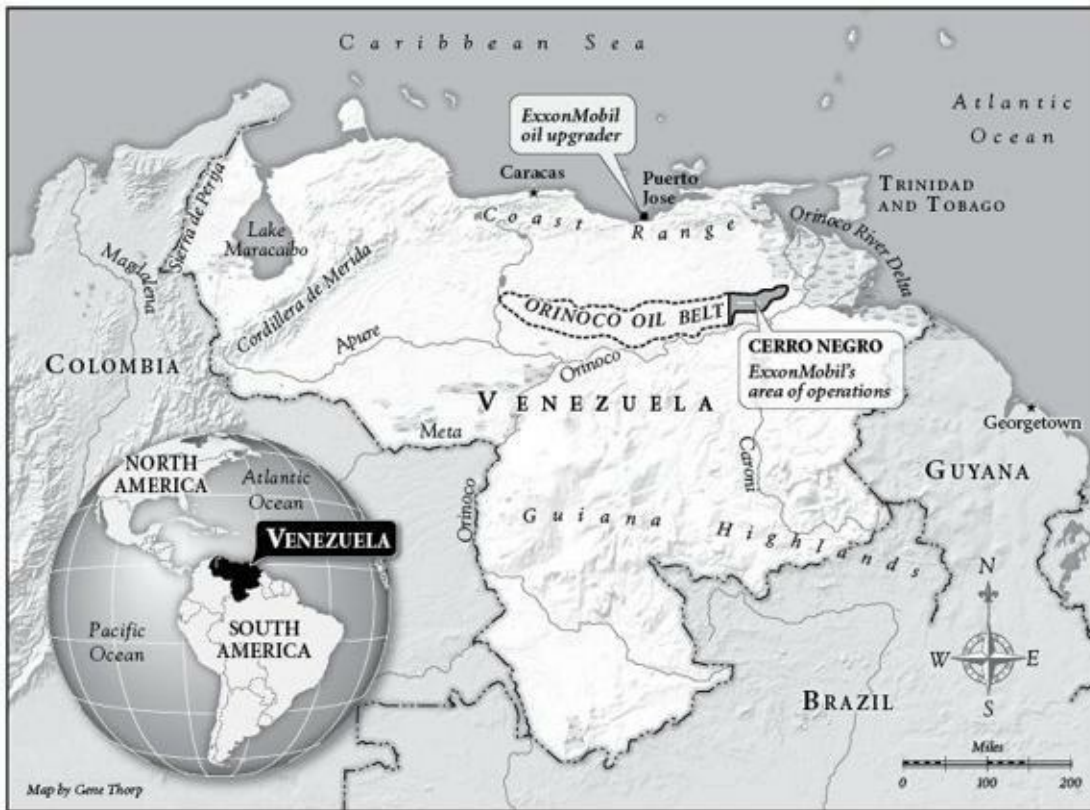 Caribbean Sea
Atlantic
Ocean
ExxonMobil
oil upgrader
Caracas
Puerto
Jose
TRINIDAD
AND TOBAGO
Coast Range
Orinoco River Delta
Sierra de Perija
Lake
Maracaibo
Magdalena
Cordillera de Merida
ORINOCO OIL BELT
Apure
Orinoco
CERRO NEGRO
ExxonMobil's
area of operations
COLOMBIA
VENEZUELA
Meta
Georgetown
GUYANA
Caroni
Orinoco
Guiana Highlands
NORTH
AMERICA
Atlantic
Ocean
VENEZUELA
Pacific
Ocean
SOUTH
AMERICA
BRAZIL
N
W E
S
Miles
0 100 200
Map by Gene Thorp